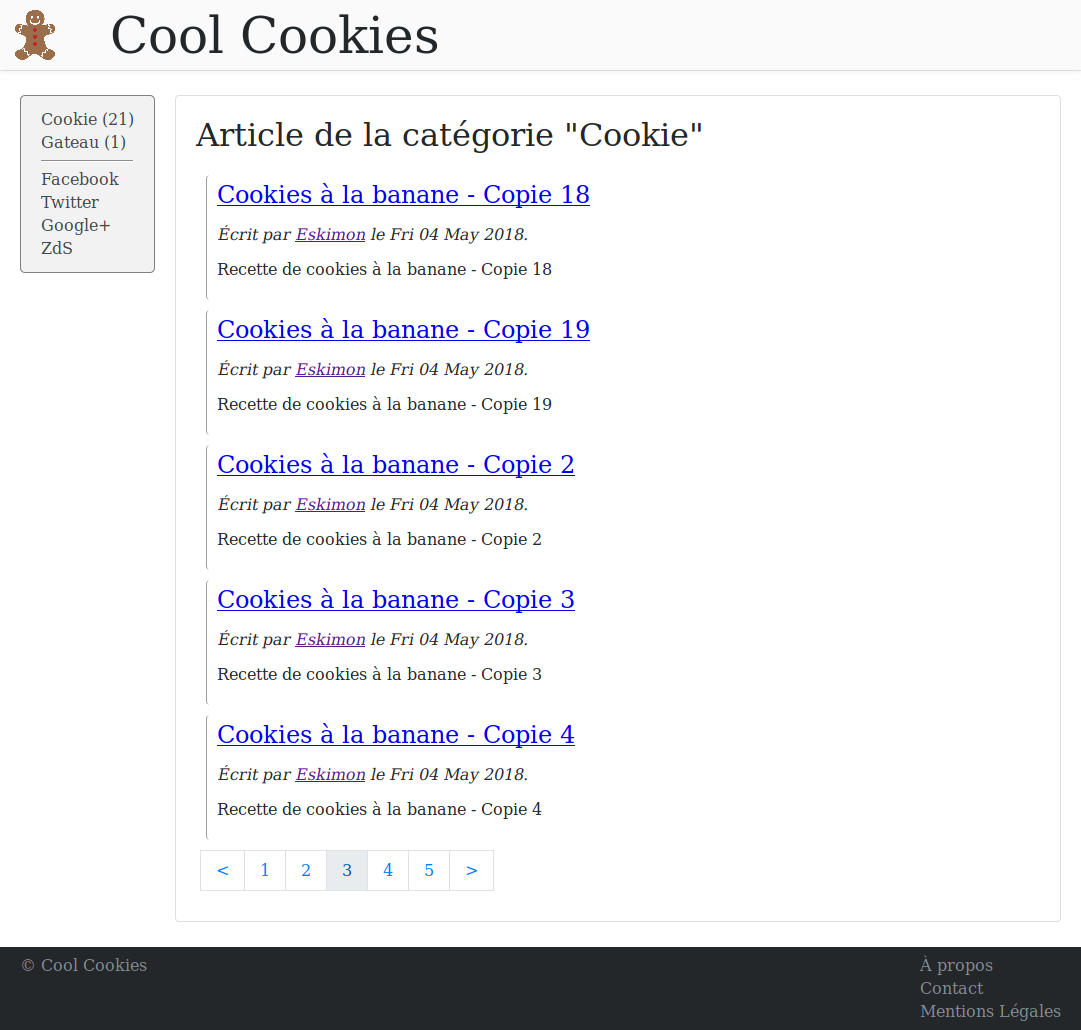 Cool Cookies
Cookie (21)
Gateau (1)
Facebook
Twitter
Google+
ZdS
Article de la catégorie "Cookie"
Cookies à la banane - Copie 18
Écrit par Eskimon le Fri 04 May 2018.
Recette de cookies à la banane - Copie 18
Cookies à la banane - Copie 19
Écrit par Eskimon le Fri 04 May 2018.
Recette de cookies à la banane - Copie 19
Cookies à la banane - Copie 2
Écrit par Eskimon le Fri 04 May 2018.
Recette de cookies à la banane - Copie 2
Cookies à la banane - Copie 3
Écrit par Eskimon le Fri 04 May 2018.
Recette de cookies à la banane - Copie 3
Cookies à la banane - Copie 4
Écrit par Eskimon le Fri 04 May 2018.
Recette de cookies à la banane - Copie 4
< 1 2 3 4 5 >
© Cool Cookies
À propos
Contact
Mentions Légales